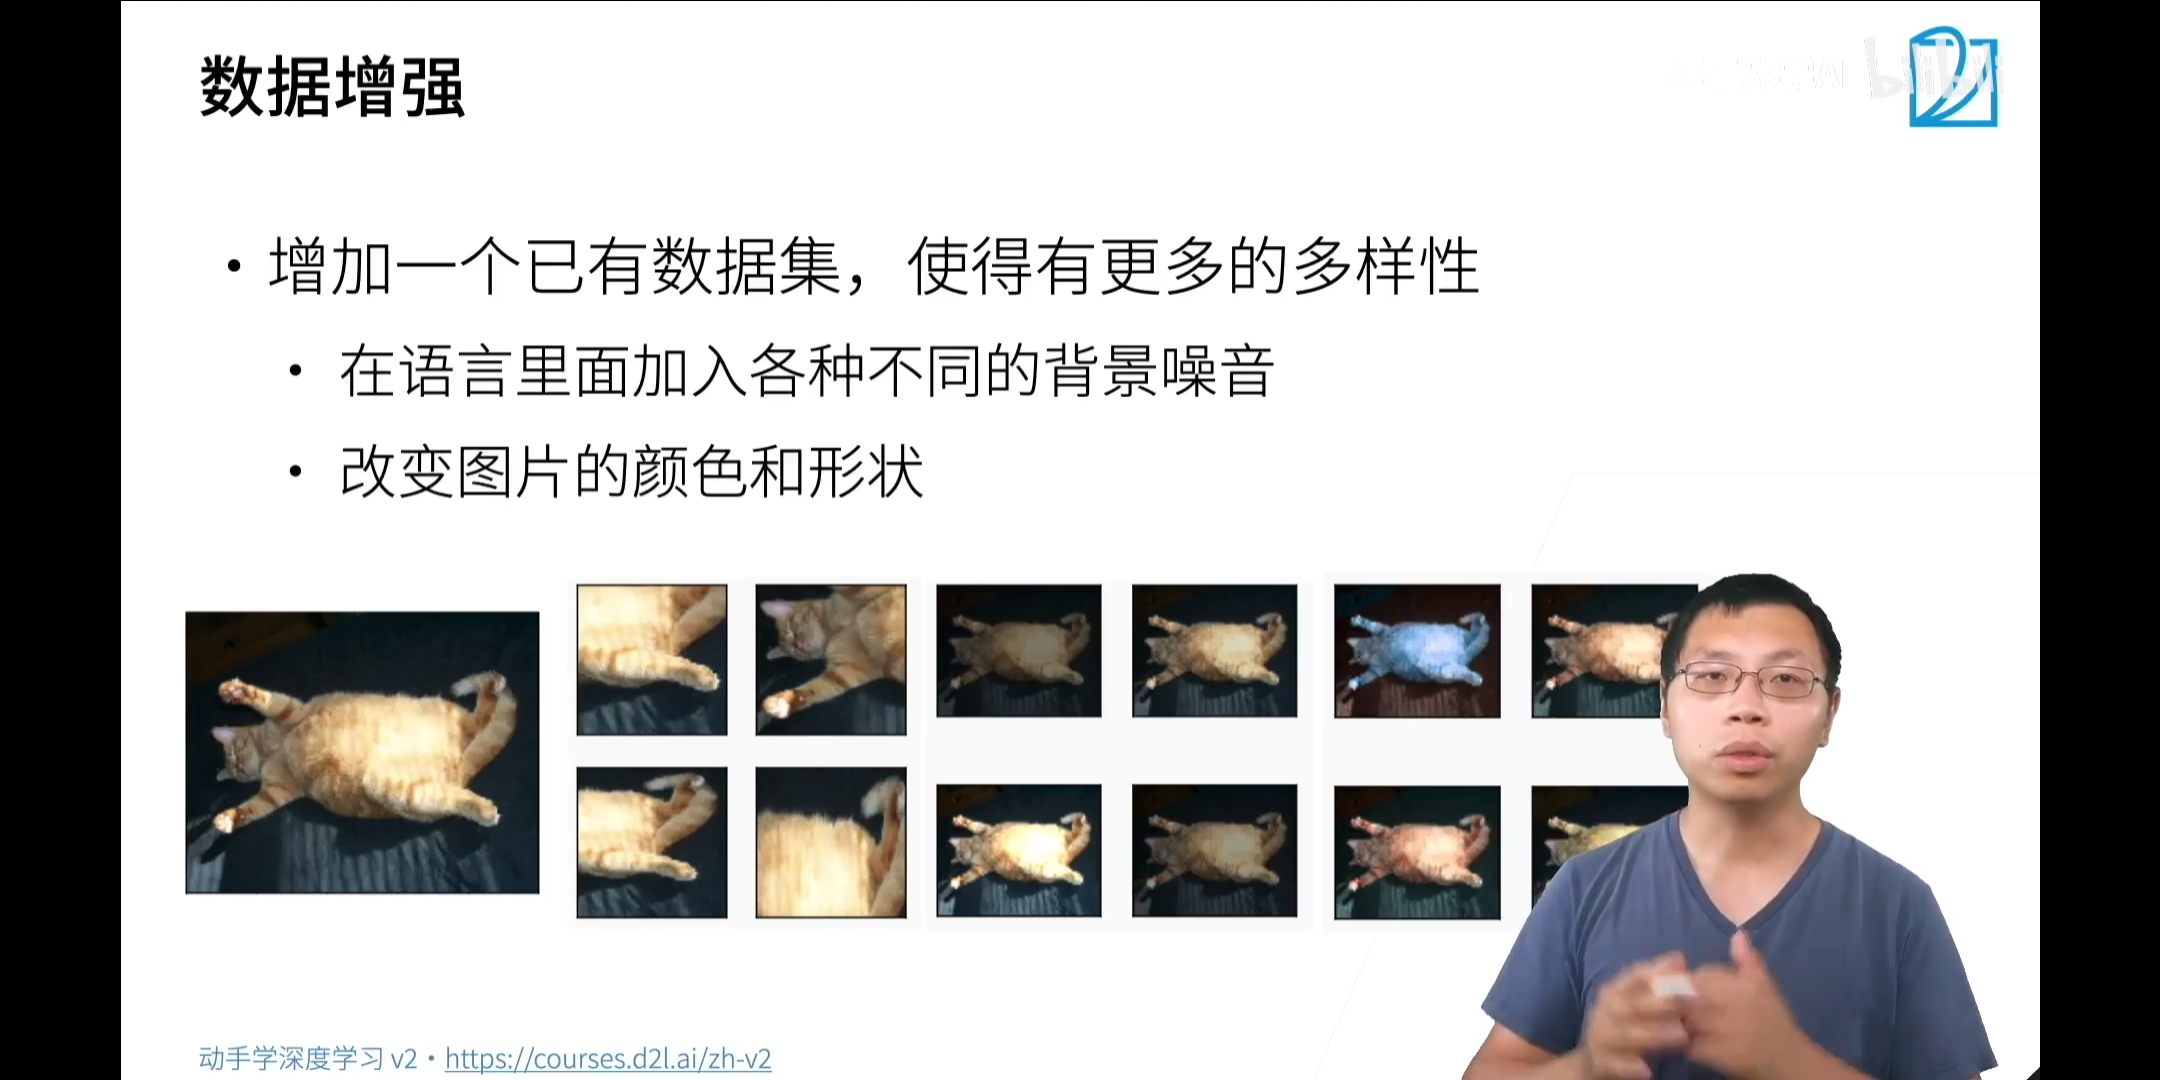 数据增强
bilibili
• 增加一个已有数据集，使得有更多的多样性
• 在语言里面加入各种不同的背景噪音
• 改变图片的颜色和形状
动手学深度学习 v2 • https://courses.d2l.ai/zh-v2